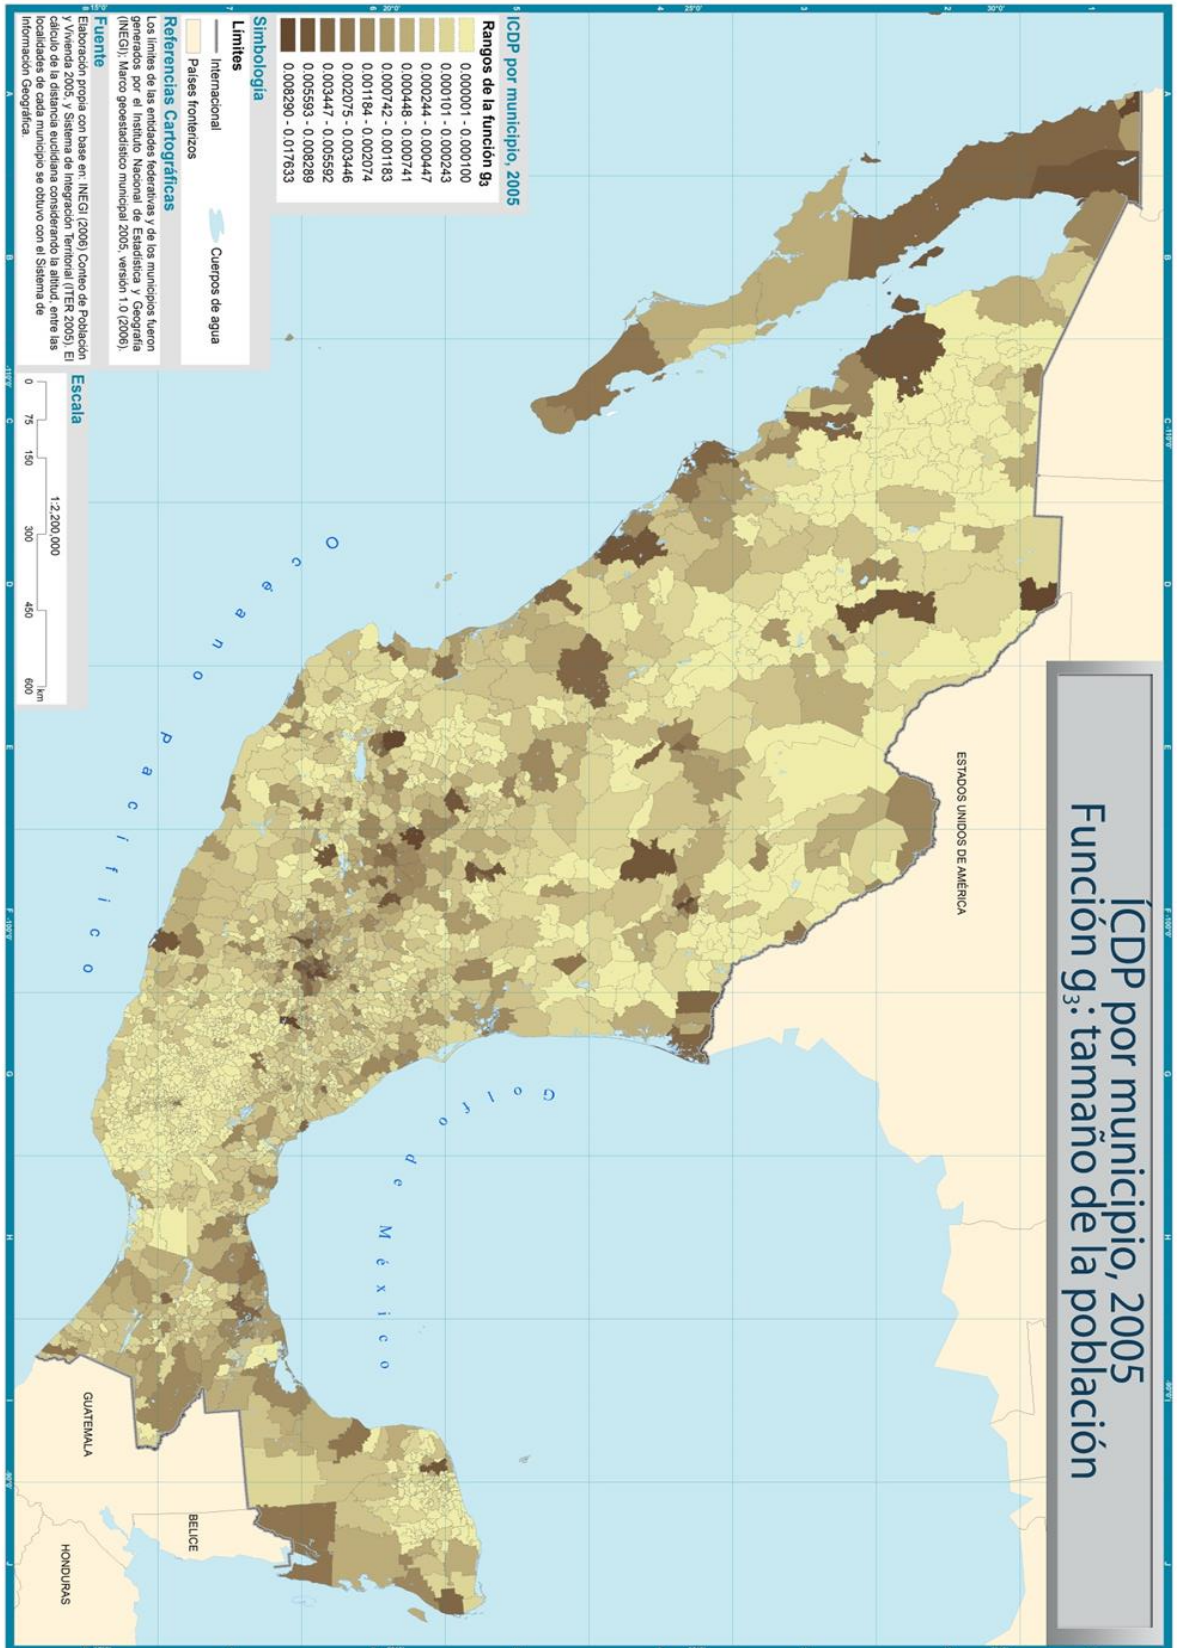 ICDP por municipio, 2005
Función g3: tamaño de la población
ESTADOS UNIDOS DE AMÉRICA
Golfo de México
Océano Pacífico
GUATEMALA
BELICE
HONDURAS
ICDP por municipio, 2005
Rangos de la función g3
0.000001 - 0.000100
0.000101 - 0.000243
0.000244 - 0.000447
0.000448 - 0.000741
0.000742 - 0.001183
0.001184 - 0.002074
0.002075 - 0.003446
0.003447 - 0.005592
0.005593 - 0.008289
0.008290 - 0.017633
Simbología
Límites
Internacional
Cuerpos de agua
Países fronterizos
Referencias Cartográficas
Los límites de las entidades federativas y de los municipios fueron
generados por el Instituto Nacional de Estadística y Geografía
(INEGI); Marco geoestadístico municipal 2005, versión 1.0 (2006).
Fuente
Elaboración propia con base en: INEGI (2006) Conteo de Población
y Vivienda 2005, y Sistema de Integración Territorial (ITER 2005). El
cálculo de la distancia euclidiana considerando la altitud, entre las
localidades de cada municipio se obtuvo con el Sistema de
Información Geográfica.
Escala
1:2,200,000
0 75 150 300 450 600
km